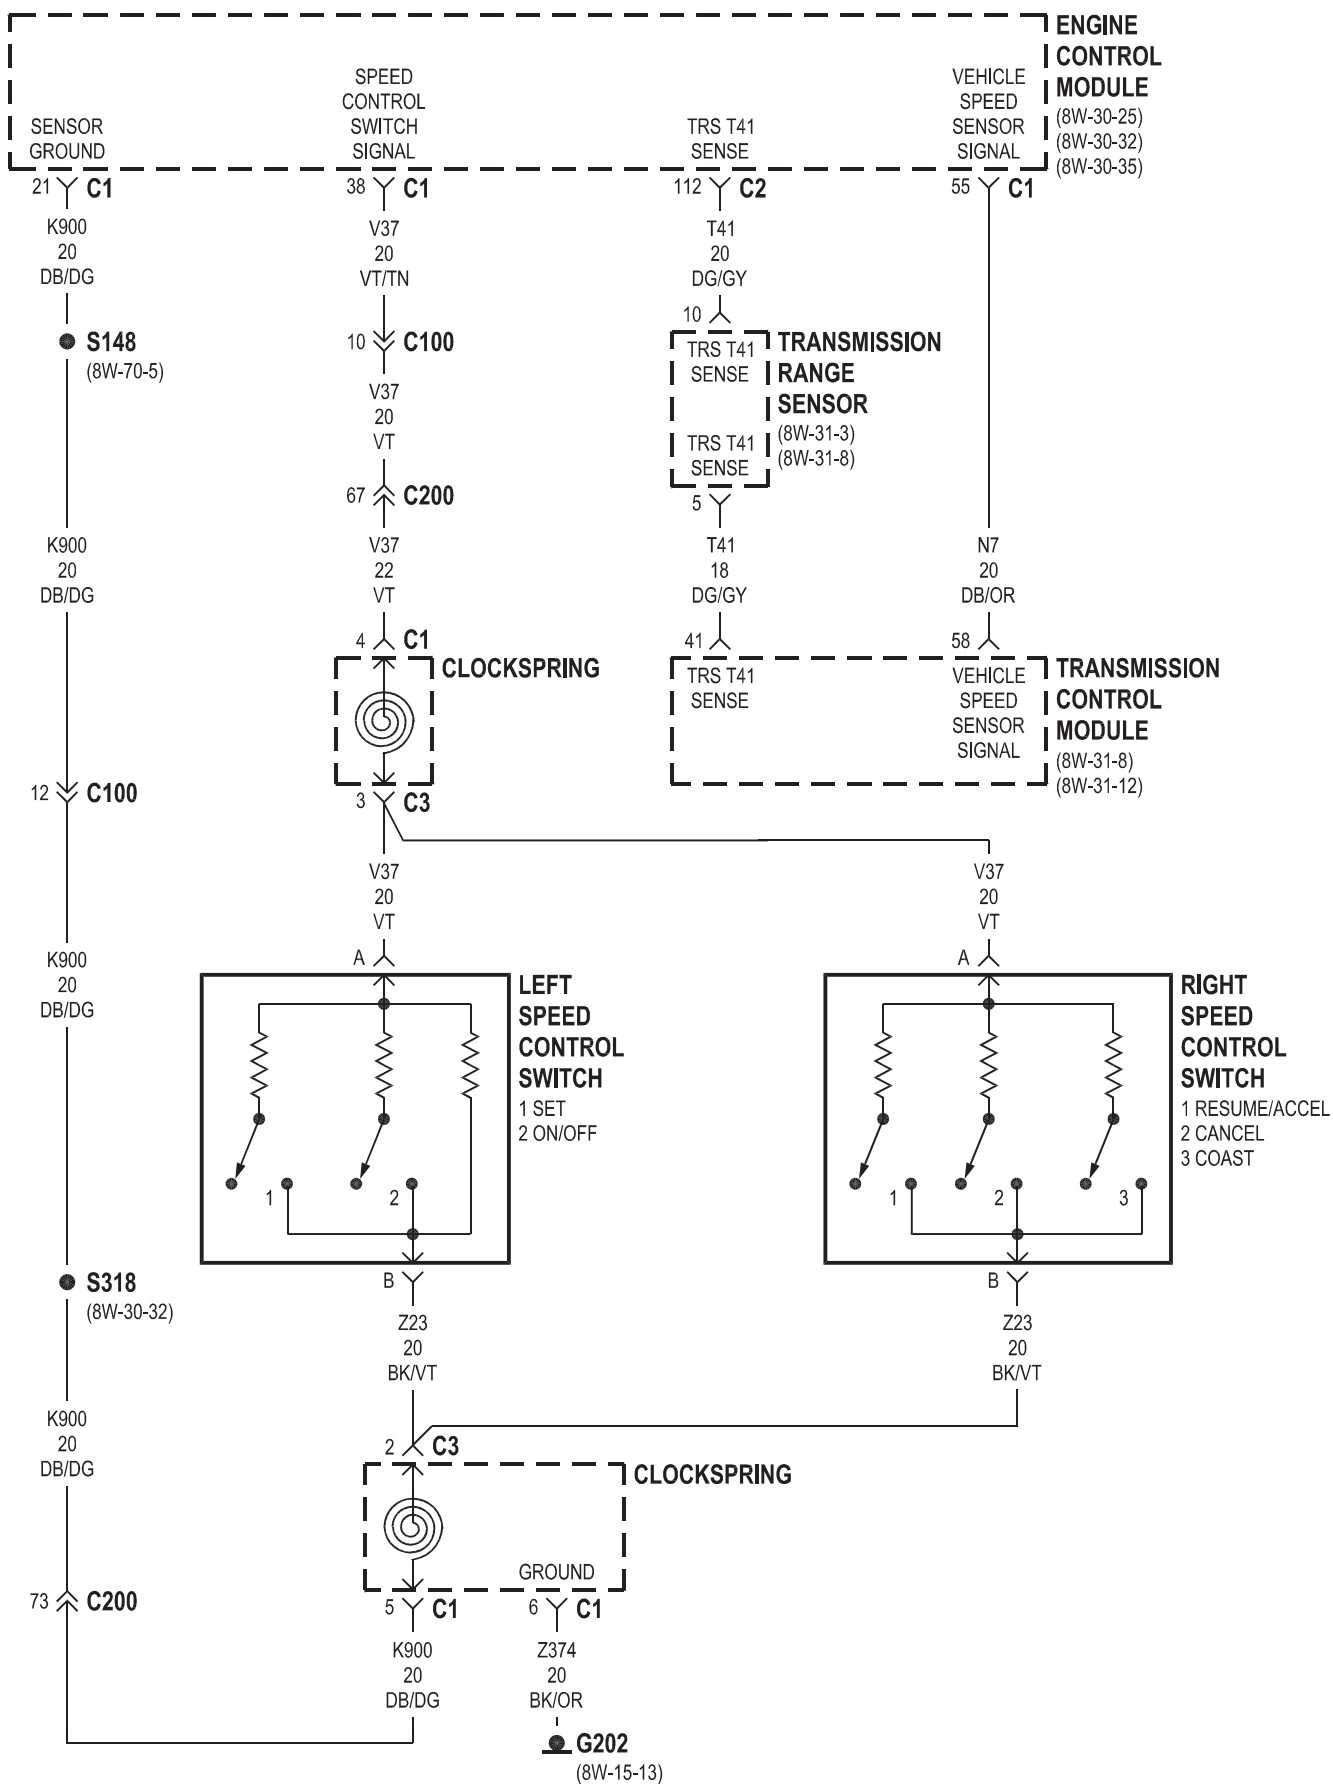 ENGINE
CONTROL
MODULE
(8W-30-25)
(8W-30-32)
(8W-30-35)
SENSOR
GROUND
SPEED
CONTROL
SWITCH
SIGNAL
TRS T41
SENSE
VEHICLE
SPEED
SENSOR
SIGNAL
21 C1
38 C1
112 C2
55 C1
K900
20
DB/DG
V37
20
VT/TN
T41
20
DG/GY
S148
(8W-70-5)
10 C100
10
TRS T41
SENSE
TRS T41
SENSE
TRANSMISSION
RANGE
SENSOR
(8W-31-3)
(8W-31-8)
5
V37
20
VT
67 C200
K900
20
DB/DG
V37
22
VT
T41
18
DG/GY
N7
20
DB/OR
4 C1
CLOCKSPRING
41
58
TRS T41
SENSE
VEHICLE
SPEED
SENSOR
SIGNAL
TRANSMISSION
CONTROL
MODULE
(8W-31-8)
(8W-31-12)
12 C100
3 C3
V37
20
VT
V37
20
VT
K900
20
DB/DG
A
LEFT
SPEED
CONTROL
SWITCH
1 SET
2 ON/OFF
1
2
B
A
RIGHT
SPEED
CONTROL
SWITCH
1 RESUME/ACCEL
2 CANCEL
3 COAST
1
2
3
B
S318
(8W-30-32)
Z23
20
BK/VT
Z23
20
BK/VT
K900
20
DB/DG
2 C3
CLOCKSPRING
GROUND
73 C200
5 C1
6 C1
K900
20
DB/DG
Z374
20
BK/OR
G202
(8W-15-13)